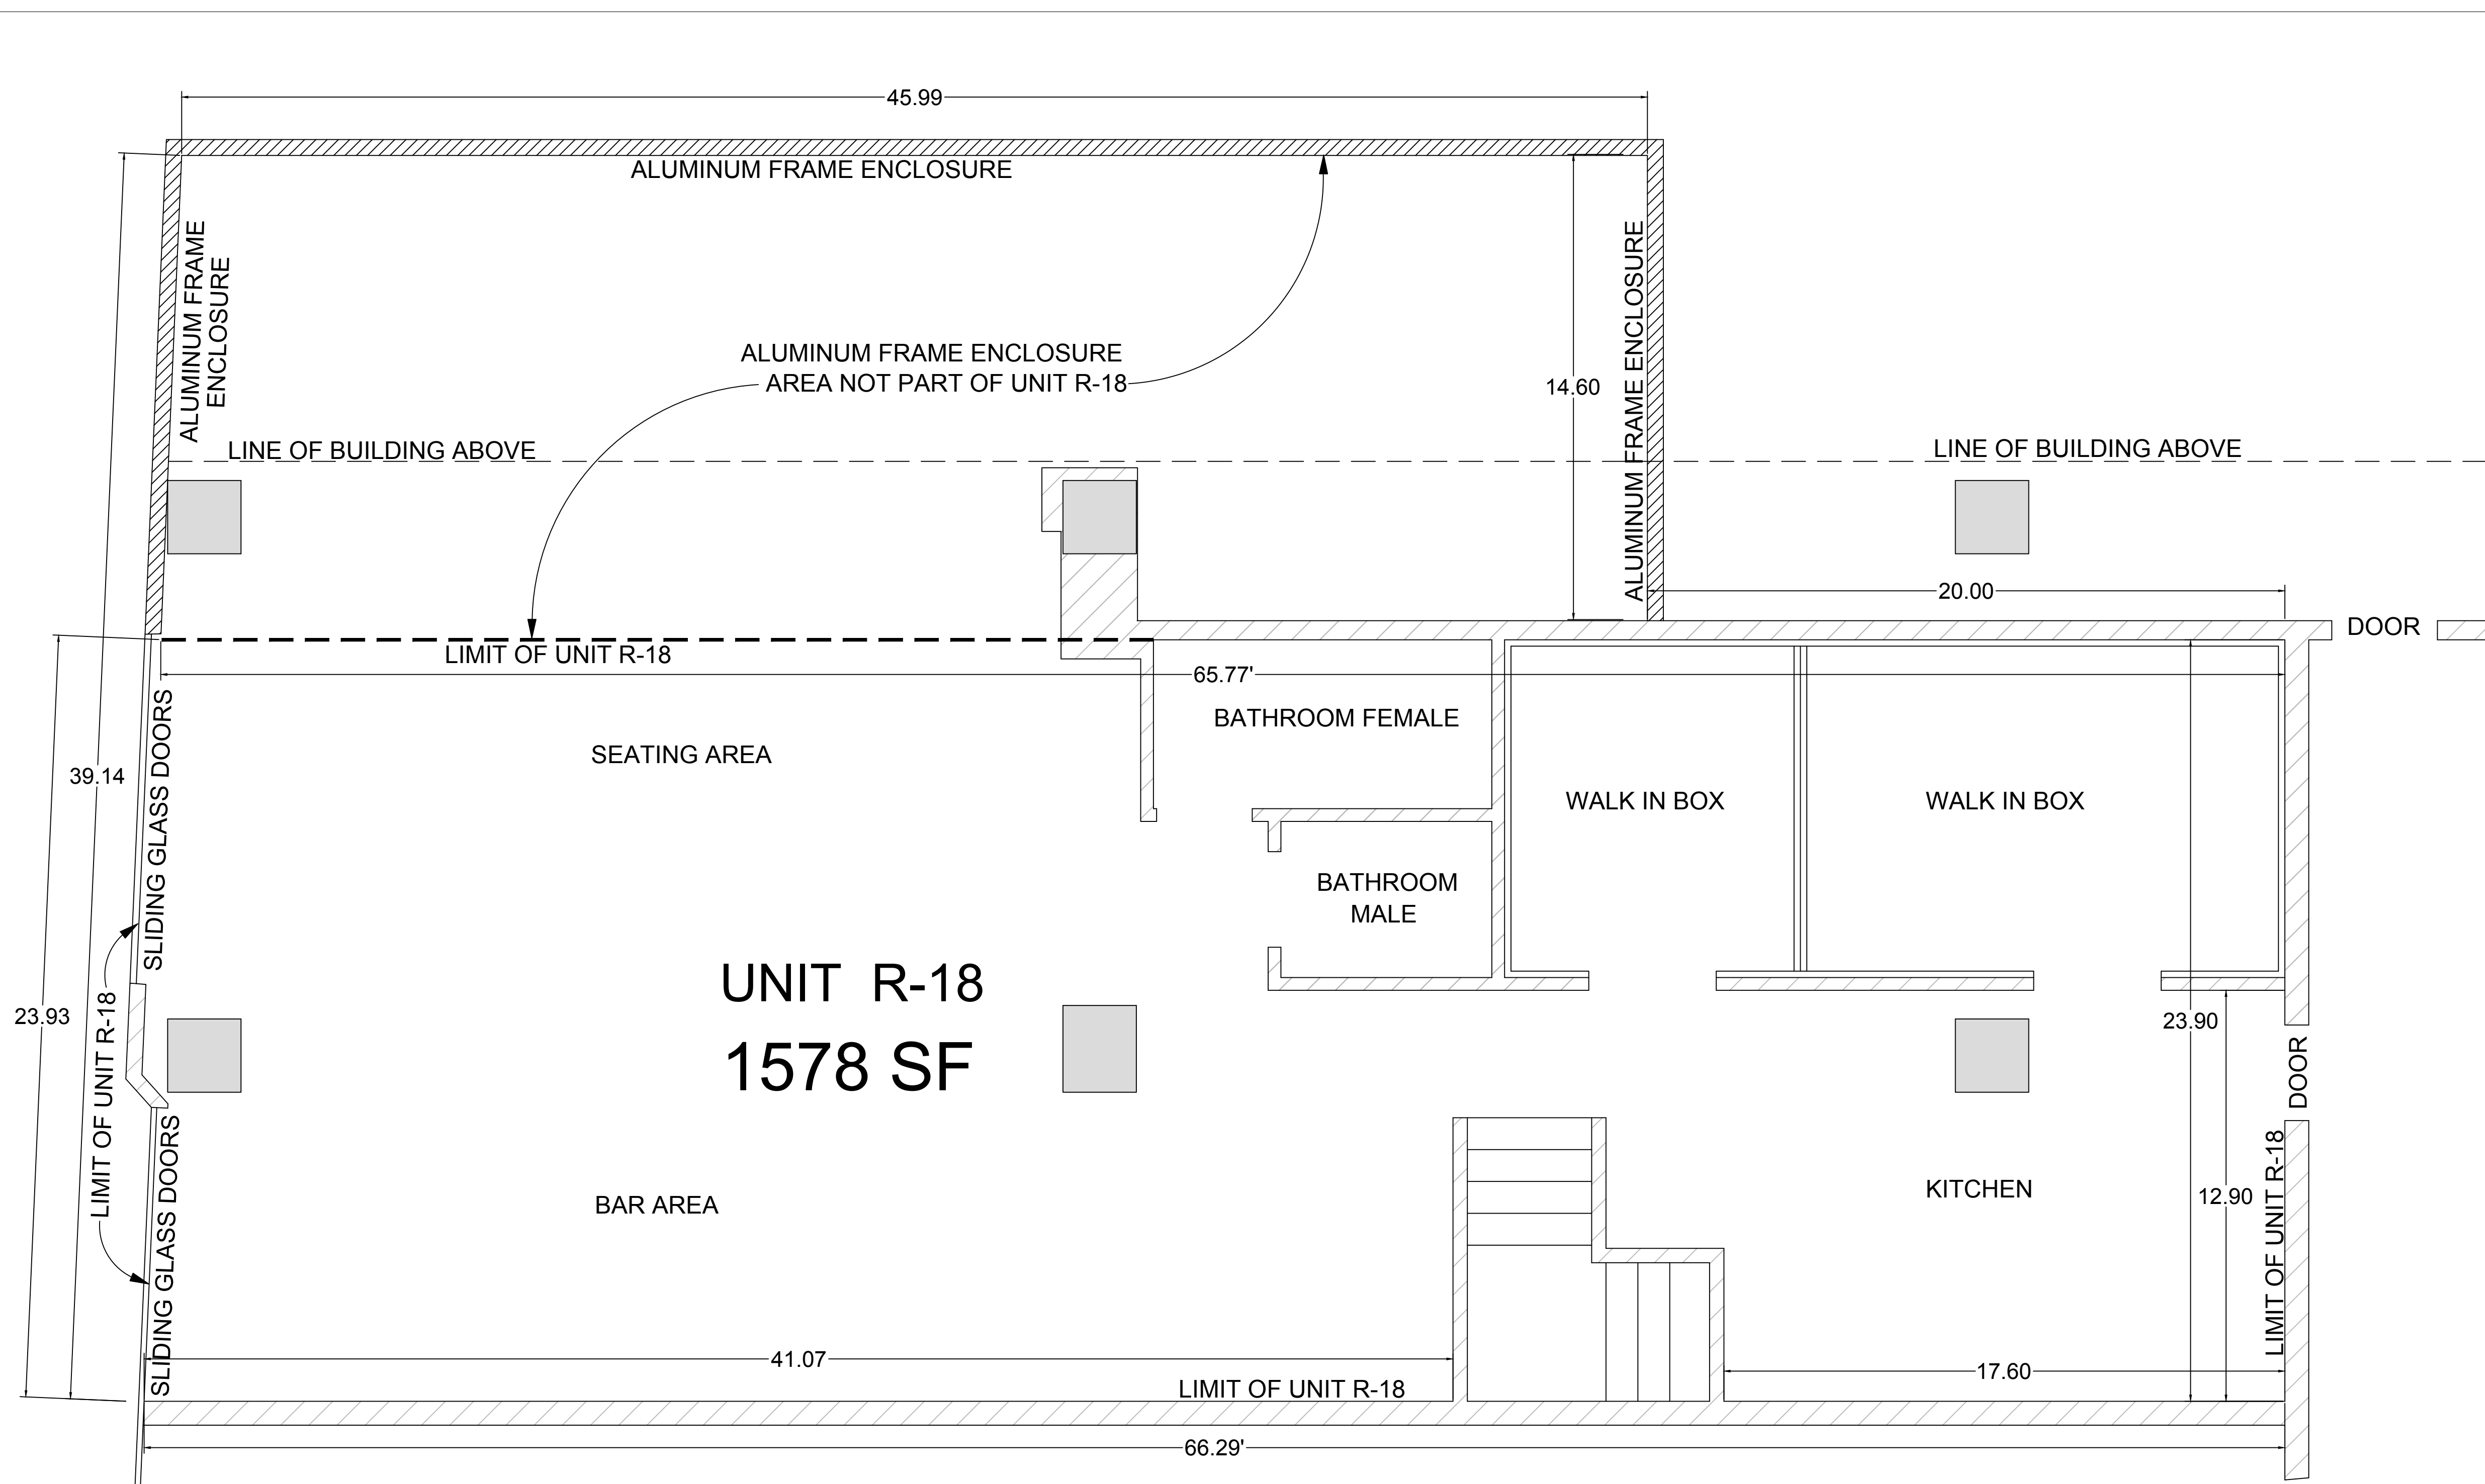 45.99
ALUMINUM FRAME ENCLOSURE
ALUMINUM FRAME
ENCLOSURE
ALUMINUM FRAME ENCLOSURE
ALUMINUM FRAME ENCLOSURE
AREA NOT PART OF UNIT R-18
14.60
LINE OF BUILDING ABOVE
LINE OF BUILDING ABOVE
20.00
DOOR
LIMIT OF UNIT R-18
65.77'
SLIDING GLASS DOORS
39.14
SEATING AREA
BATHROOM FEMALE
WALK IN BOX
WALK IN BOX
BATHROOM
MALE
UNIT R-18
1578 SF
23.93
LIMIT OF UNIT R-18
23.90
DOOR
SLIDING GLASS DOORS
BAR AREA
KITCHEN
12.90
LIMIT OF UNIT R-18
41.07
LIMIT OF UNIT R-18
17.60
66.29'